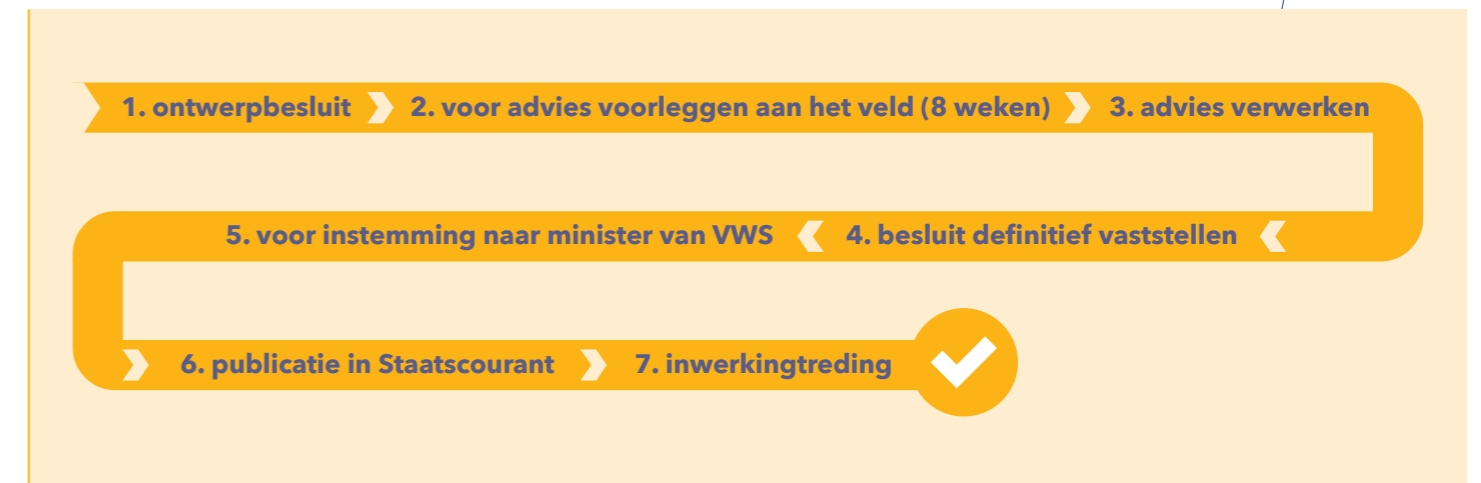 1. ontwerpbesluit 2. voor advies voorleggen aan het veld (8 weken) 3. advies verwerken
4. besluit definitief vaststellen
5. voor instemming naar minister van VWS
6. publicatie in Staatscourant 7. inwerkingtreding